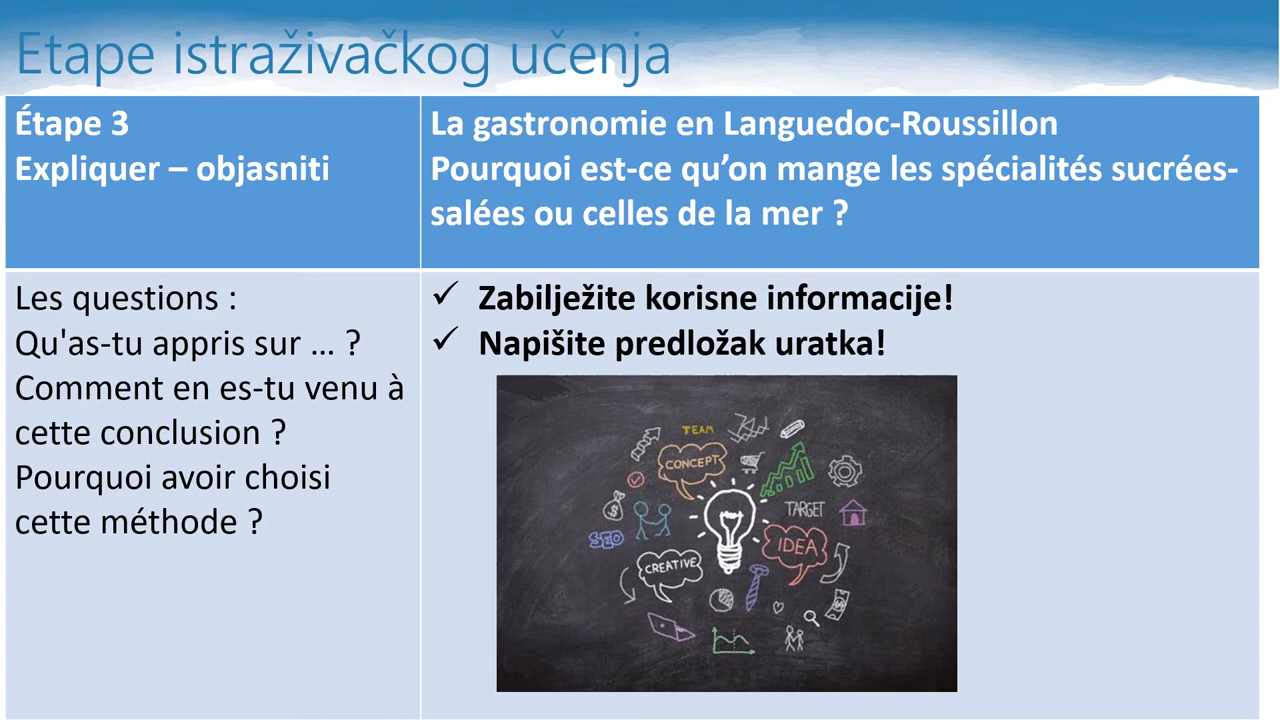 Etape istraživačkog učenja
Étape 3
Expliquer – objasniti
La gastronomie en Languedoc-Roussillon
Pourquoi est-ce qu’on mange les spécialités sucrées-
salées ou celles de la mer ?
Les questions :
Qu'as-tu appris sur … ?
Comment en es-tu venu à
cette conclusion ?
Pourquoi avoir choisi
cette méthode ?
✓ Zabilježite korisne informacije!
✓ Napišite predložak uratka!
TEAM
CONCEPT
TARGET
SEO
IDEA
CREATIVE